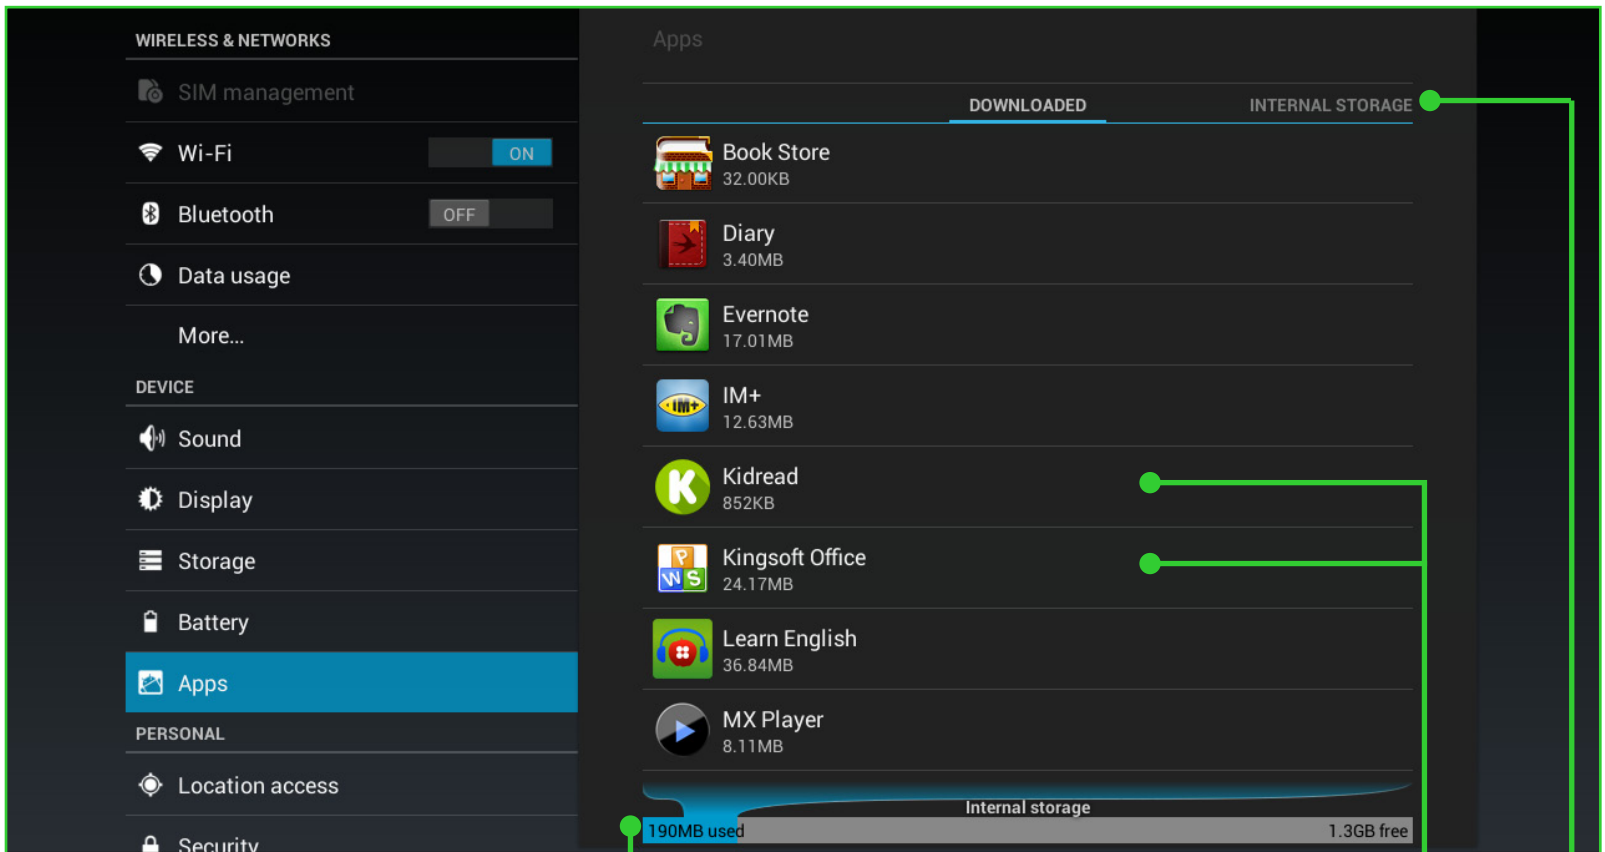 WIRELESS & NETWORKS
SIM management
Wi-Fi
ON
Bluetooth
OFF
Data usage
More...
DEVICE
Sound
Display
Storage
Battery
Apps
PERSONAL
Location access
Security
Apps
DOWNLOADED
INTERNAL STORAGE
Book Store
32.00KB
Diary
3.40MB
Evernote
17.01MB
IM+
IM+
12.63MB
K
Kidread
852KB
P
W S
Kingsoft Office
24.17MB
Learn English
36.84MB
MX Player
8.11MB
Internal storage
190MB used
1.3GB free